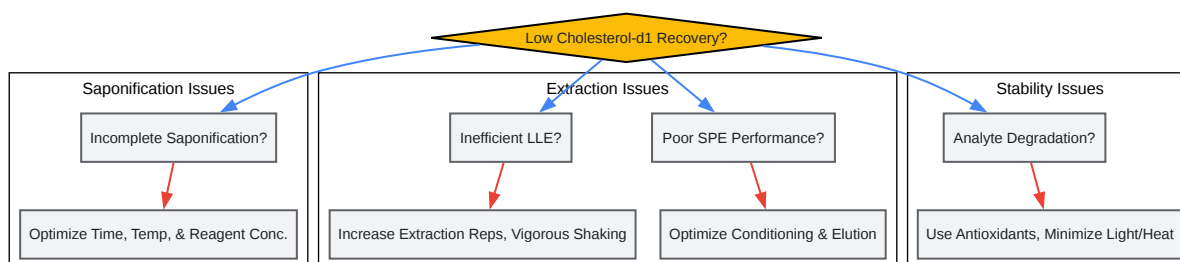 Low Cholesterol-d1 Recovery?
Saponification Issues
Extraction Issues
Stability Issues
Incomplete Saponification?
Inefficient LLE?
Poor SPE Performance?
Analyte Degradation?
Optimize Time, Temp, & Reagent Conc.
Increase Extraction Reps, Vigorous Shaking
Optimize Conditioning & Elution
Use Antioxidants, Minimize Light/Heat